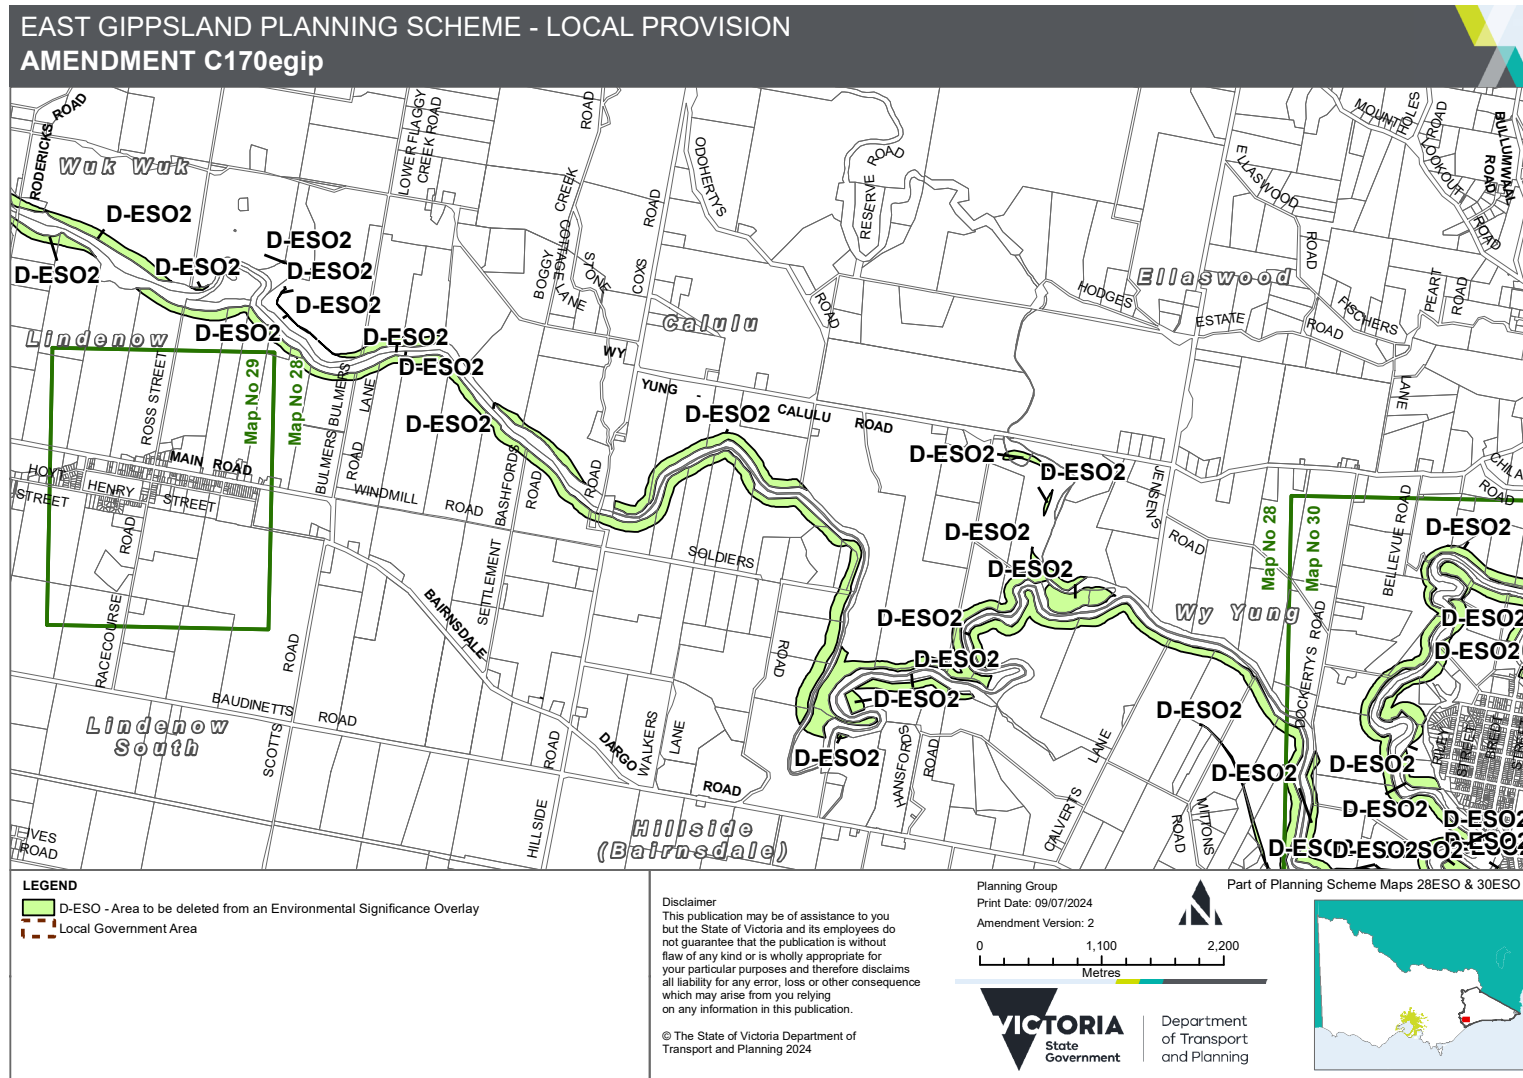 EAST GIPPSLAND PLANNING SCHEME - LOCAL PROVISION
AMENDMENT C170egip
RODERICKS ROAD
Wuk Wuk
LOWER FLAGGY
CREEK ROAD
ROAD
BOGGY CREEK
COTTAGE LANE
STONE
COXS ROAD
ODOHERTYS
ROAD
RESERVE ROAD
ELLASWOOD
ROAD
MOUNT
HOLES
ROAD
LOOKOUT
ROAD
BULLUMWAAL
ROAD
Ellaswood
HODGES
ESTATE
ROAD
FISCHERS
PEART
ROAD
LANE
D-ESO2
D-ESO2
D-ESO2
D-ESO2
D-ESO2
D-ESO2
D-ESO2
D-ESO2
D-ESO2
D-ESO2
Lindenow
Calulu
WY
YUNG
CALULU
ROAD
D-ESO2
ROSS STREET
Map No 29
Map No 28
BULMERS
LANE
BULMERS
ROAD
MAIN ROAD
HOYT
STREET
HENRY
STREET
ROAD
RACECOURSE
WINDMILL
ROAD
BASHFORDS
ROAD
ROAD
SETTLEMENT
SOLDIERS
ROAD
D-ESO2
D-ESO2
D-ESO2
JENSENS
ROAD
Map No 28
Map No 30
BELLEVUE ROAD
CHILA
ROAD
D-ESO2
D-ESO2
D-ESO2
D-ESO2
D-ESO2
D-ESO2
D-ESO2
Wy Yung
DOCKERTYS ROAD
D-ESO2
D-ESO2
BAIRNSDALE
DARGO
ROAD
BAUDINETTS
ROAD
Lindenow
South
SCOTTS
ROAD
HILLSIDE
ROAD
WALKERS
LANE
HANSFORDS
ROAD
CALVERTS
LANE
MITTONS
ROAD
D-ESO2
D-ESO2
RILEY
STREET
D-ESO2
D-ESO2
D-ESO2
D-ESO2
Hillside
(Bairnsdale)
IVES
ROAD
LEGEND
D-ESO - Area to be deleted from an Environmental Significance Overlay
Local Government Area
Disclaimer
This publication may be of assistance to you
but the State of Victoria and its employees do
not guarantee that the publication is without
flaw of any kind or is wholly appropriate for
your particular purposes and therefore disclaims
all liability for any error, loss or other consequence
which may arise from you relying
on any information in this publication.
© The State of Victoria Department of
Transport and Planning 2024
Planning Group
Print Date: 09/07/2024
Amendment Version: 2
0 1,100 2,200
Metres
VICTORIA
State
Government
Department
of Transport
and Planning
Part of Planning Scheme Maps 28ESO & 30ESO